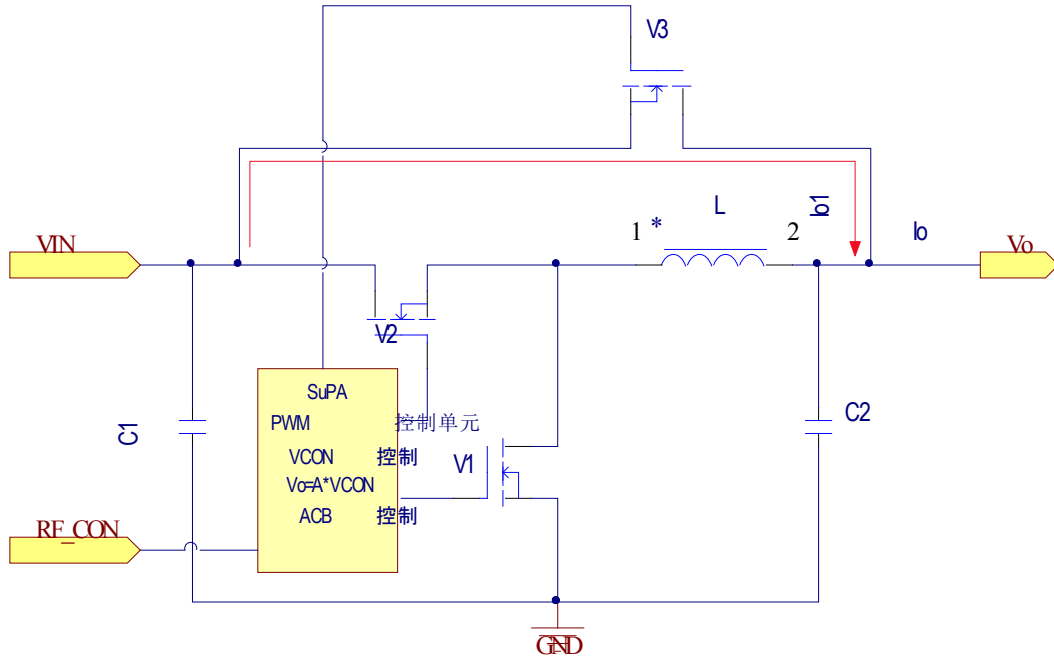 V3
L
Io1
1 *
2
Io
VIN
Vo
V2
SuPA
PWM 控制单元
VCON 控制
Vo=A*VCON
ACB 控制
C1
V1
C2
RF_CON
GND